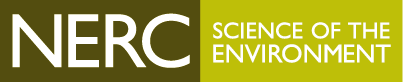 NERC
SCIENCE OF THE
ENVIRONMENT